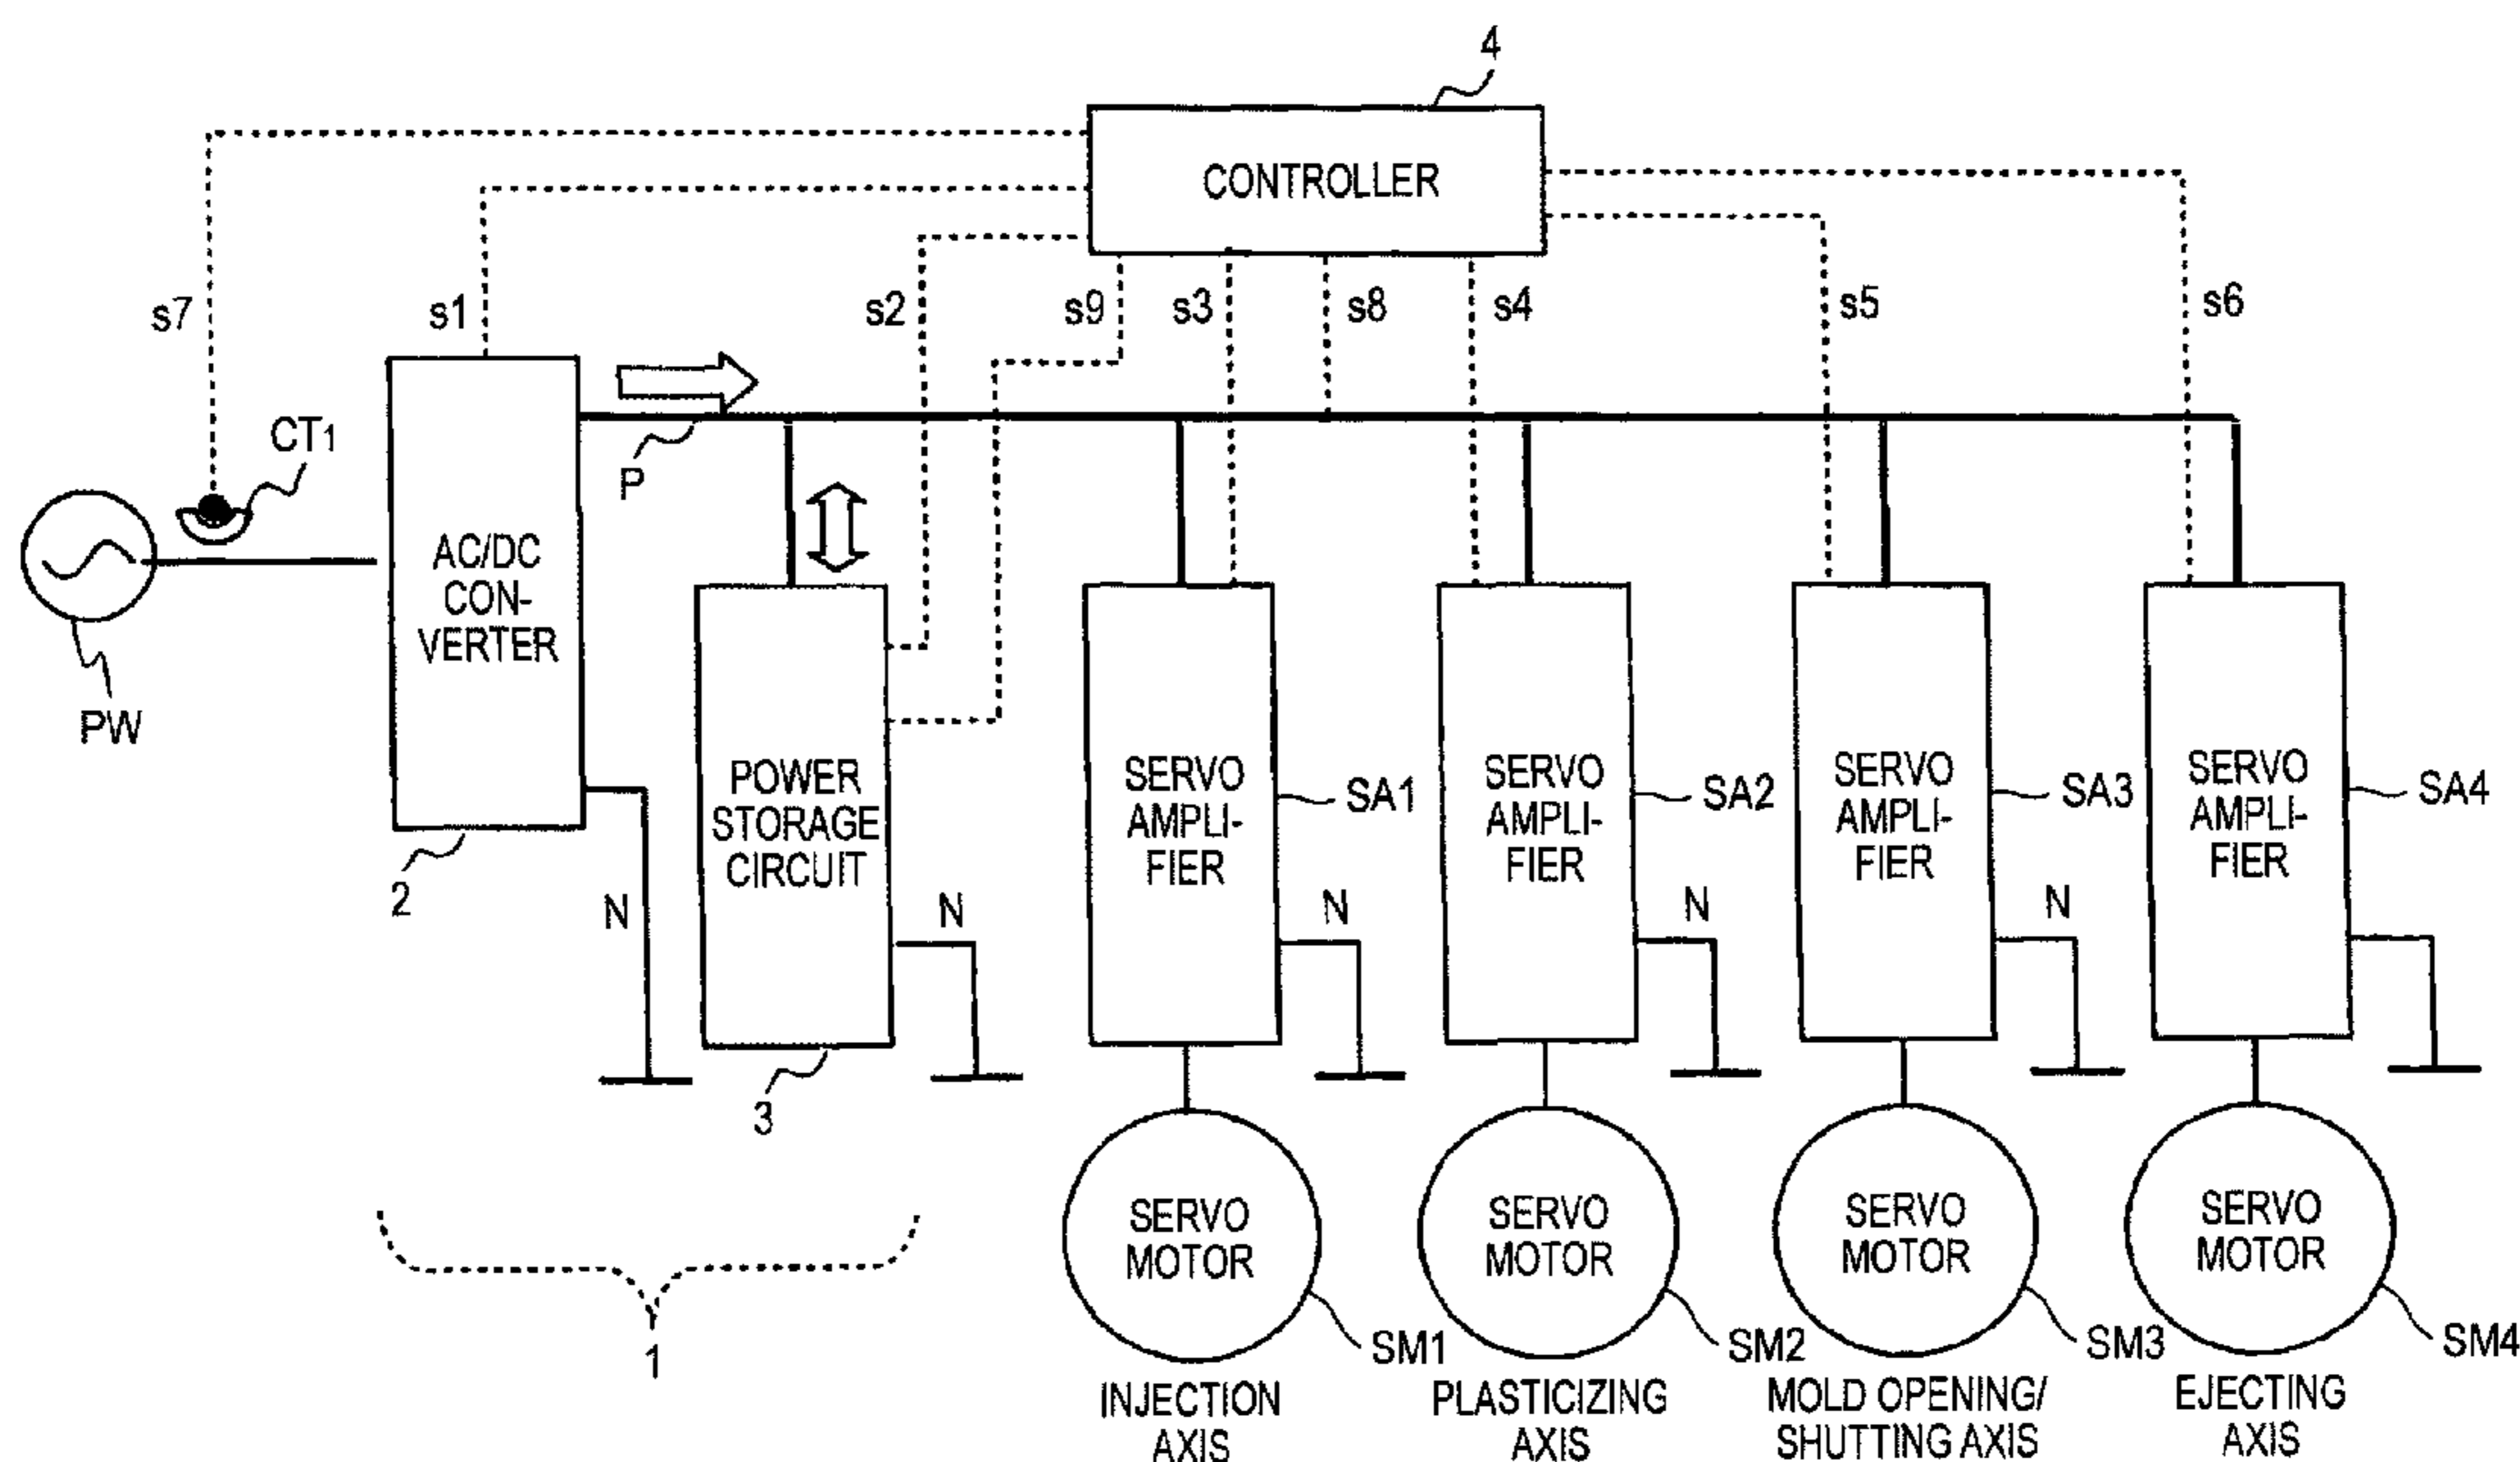 4
CONTROLLER
s7
s1
s2
s9
s3
s8
s4
s5
s6
CT1
P
PW
AC/DC
CON-
VERTER
2
N
POWER
STORAGE
CIRCUIT
3
N
SERVO
AMPLI-
FIER
SA1
N
SERVO
AMPLI-
FIER
SA2
N
SERVO
AMPLI-
FIER
SA3
N
SERVO
AMPLI-
FIER
SA4
1
SERVO
MOTOR
SM1
INJECTION
AXIS
SERVO
MOTOR
SM2
PLASTICIZING
AXIS
SERVO
MOTOR
SM3
MOLD OPENING/
SHUTTING AXIS
SERVO
MOTOR
SM4
EJECTING
AXIS